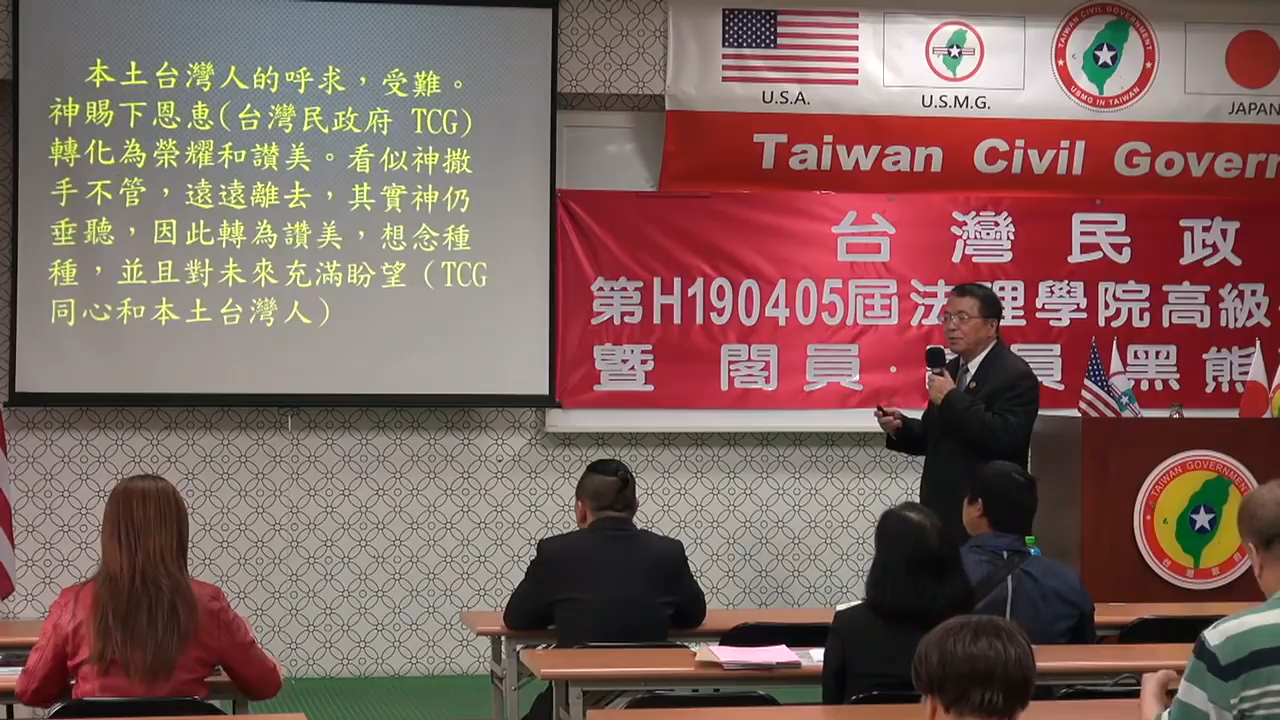 本土台灣人的呼求，受難。
神賜下恩惠(台灣民政府 TCG)
轉化為榮耀和讚美。看似神撒
手不管，遠遠離去，其實神仍
垂聽，因此轉為讚美，想念種
種，並且對未來充滿盼望（TCG
同心和本土台灣人）
U.S.A.
U.S.M.G.
TAIWAN CIVIL GOVERNMENT
USMG IN TAIWAN
JAPAN
Taiwan Civil Govern
台灣民政
第H190405屆法理學院高級
暨 閣員·員 黑熊
TAIWAN GOVERNMENT